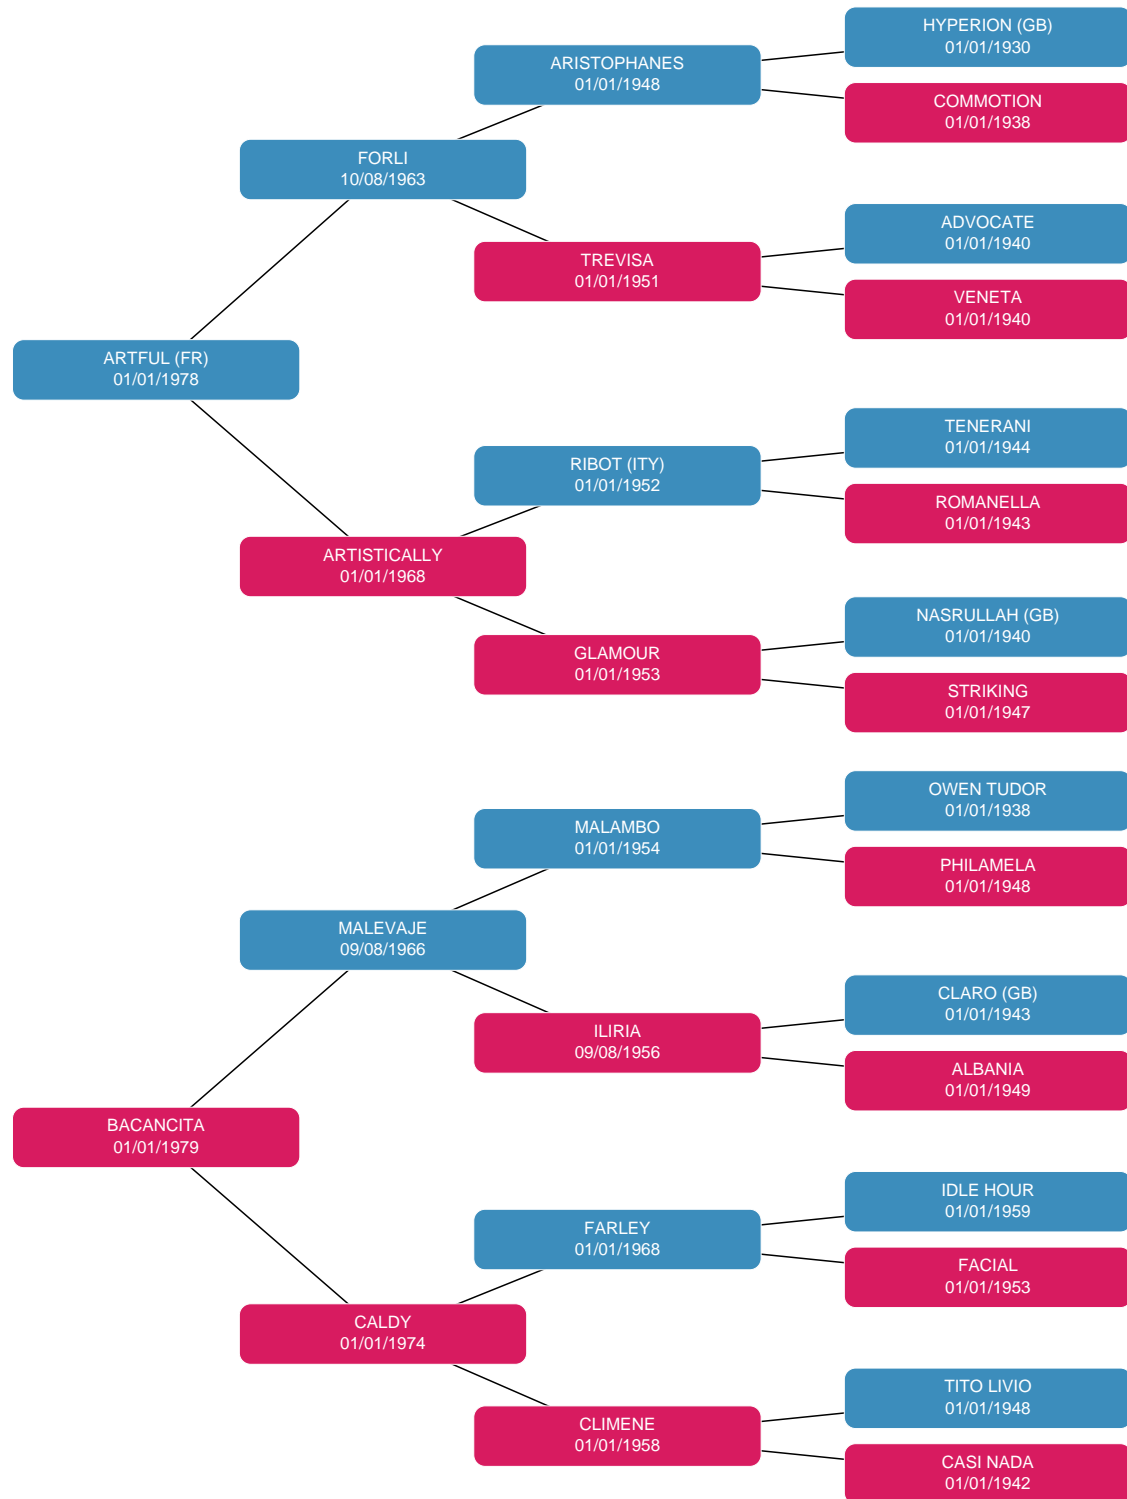 HYPERION (GB)
01/01/1930
ARISTOPHANES
01/01/1948
COMMOTION
01/01/1938
FORLI
10/08/1963
ADVOCATE
01/01/1940
TREVISA
01/01/1951
VENETA
01/01/1940
ARTFUL (FR)
01/01/1978
TENERANI
01/01/1944
RIBOT (ITY)
01/01/1952
ROMANELLA
01/01/1943
ARTISTICALLY
01/01/1968
NASRULLAH (GB)
01/01/1940
GLAMOUR
01/01/1953
STRIKING
01/01/1947
OWEN TUDOR
01/01/1938
MALAMBO
01/01/1954
PHILAMELA
01/01/1948
MALEVAJE
09/08/1966
CLARO (GB)
01/01/1943
ILIRIA
09/08/1956
ALBANIA
01/01/1949
BACANCITA
01/01/1979
IDLE HOUR
01/01/1959
FARLEY
01/01/1968
FACIAL
01/01/1953
CALDY
01/01/1974
TITO LIVIO
01/01/1948
CLIMENE
01/01/1958
CASI NADA
01/01/1942